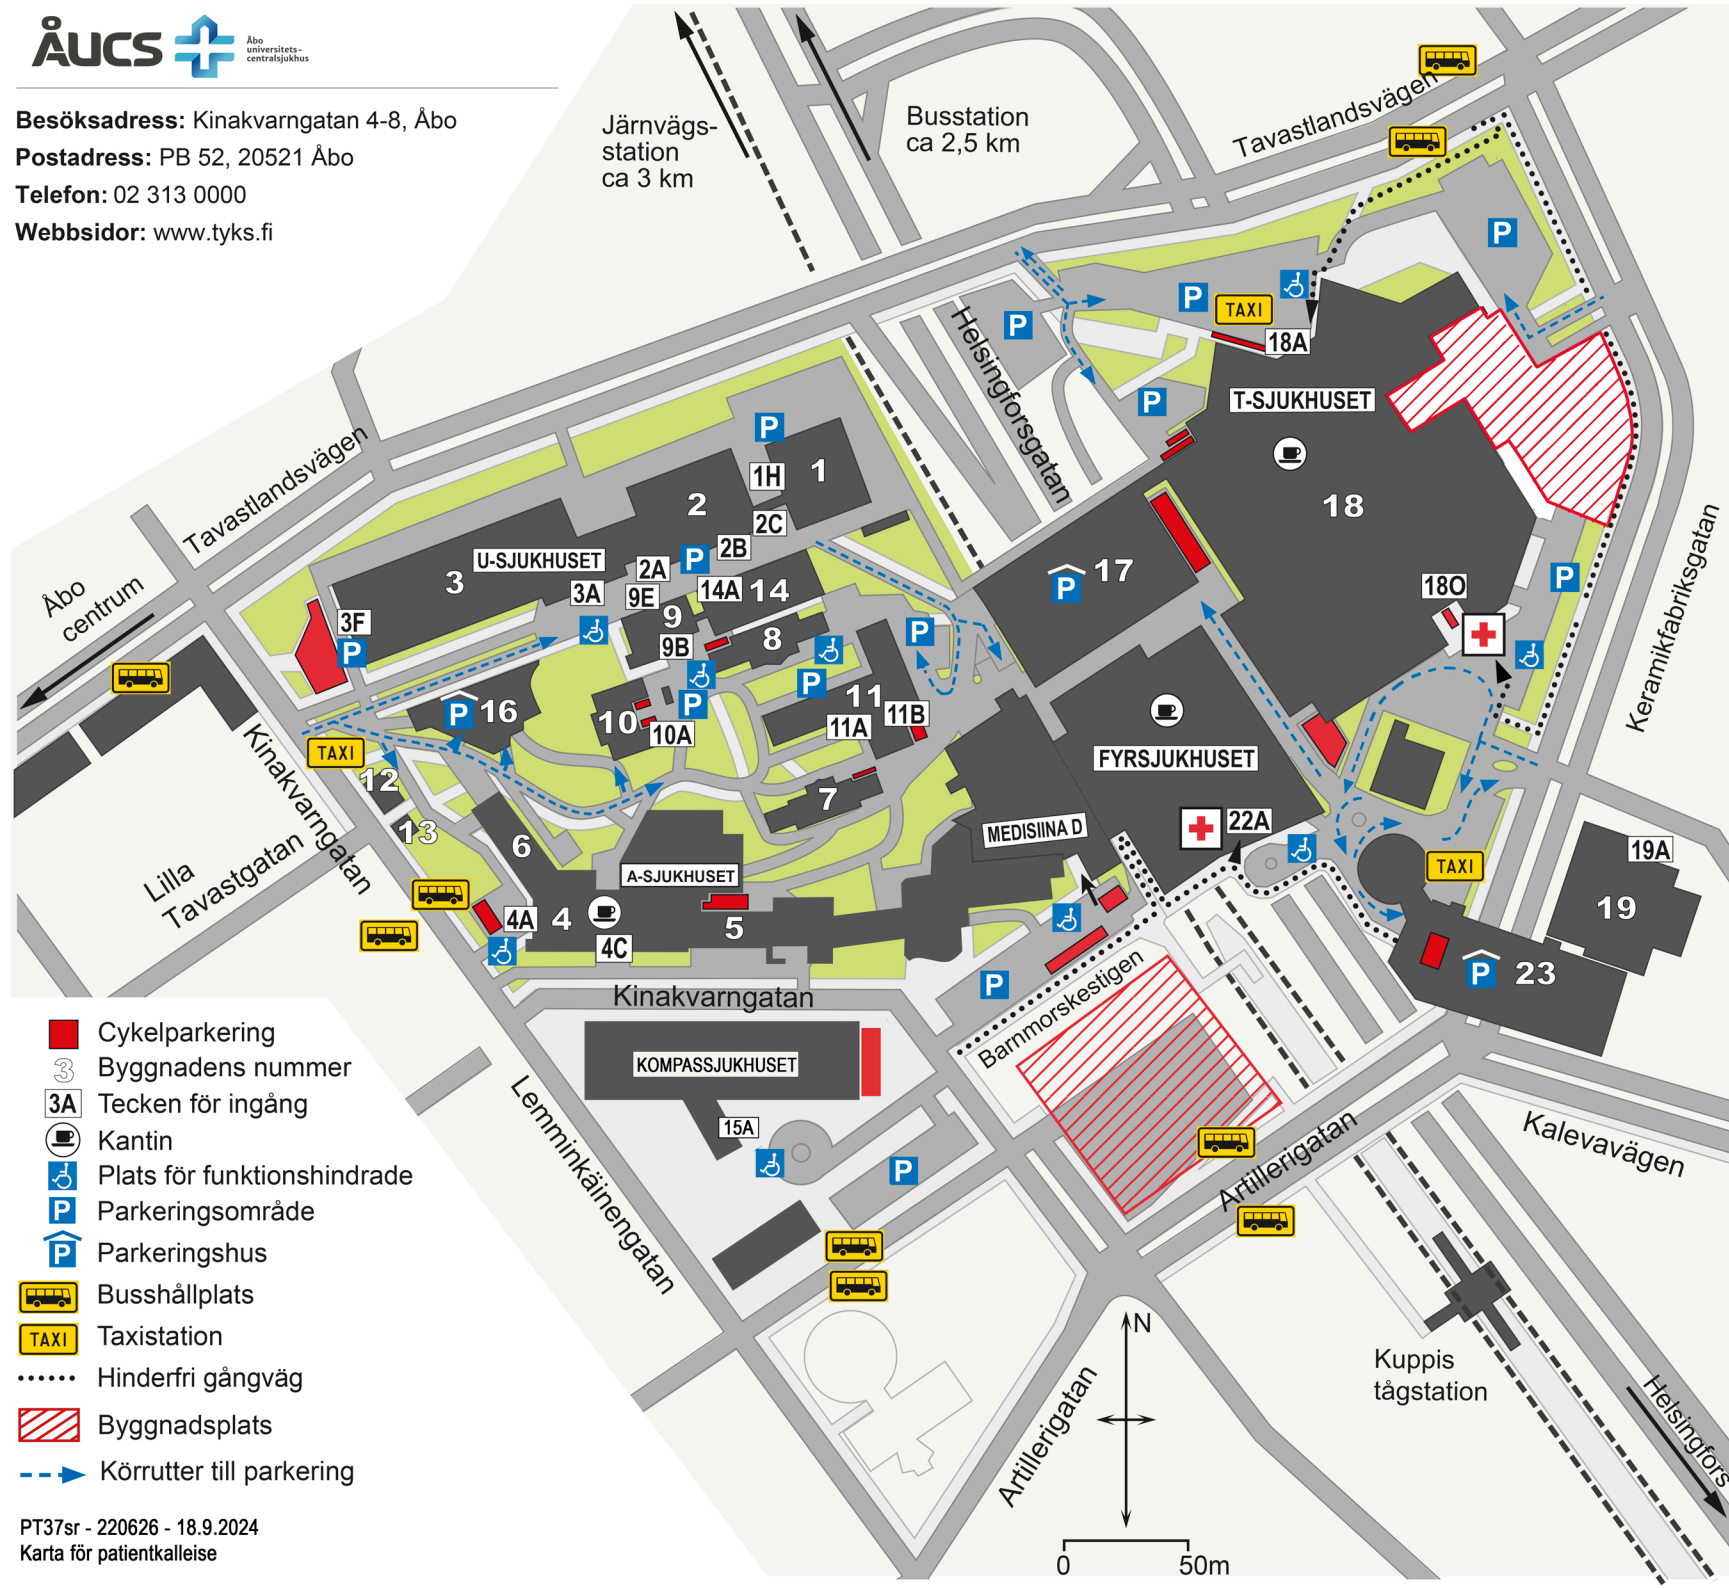 ÅUCS
Åbo
universitets-
centralsjukhus
Besöksadress: Kinakvarngatan 4-8, Åbo
Postadress: PB 52, 20521 Åbo
Telefon: 02 313 0000
Webbsidor: www.tyks.fi
Järnvägs-
station
ca 3 km
Busstation
ca 2,5 km
Tavastlandsvägen
P
P
TAXI
18A
P
Helsingforsgatan
P
T-SJUKHUSET
18
Tavastlandsvägen
P
1H
1
2
2C
2B
U-SJUKHUSET
2A
P
3
3A
9E
14A
14
9
8
9B
3F
P
P
17
18O
P
Keramikfabriksgatan
Åbo
centrum
P
16
10
10A
P
P
11
11A
11B
P
TAXI
12
13
Kinakvarngatan
7
6
FYRSJUKHUSET
22A
MEDISIINA D
A-SJUKHUSET
TAXI
19A
19
Lilla
Tavastgatan
4A
4
4C
5
P
P
23
Kinakvarngatan
Barnmorskestigen
KOMPASSJUKHUSET
15A
P
Lemminkäinengatan
Artillerigatan
Kalevavägen
Cykelparkering
3 Byggnadens nummer
3A Tecken för ingång
Kantin
Plats för funktionshindrade
P Parkeringsområde
P Parkeringshus
Busshållplats
TAXI Taxistation
Hinderfri gångväg
Byggnadsplats
Körrutter till parkering
N
Artillerigatan
Kuppis
tågstation
Helsingfors
0 50m
PT37sr - 220626 - 18.9.2024
Karta för patientkalleise